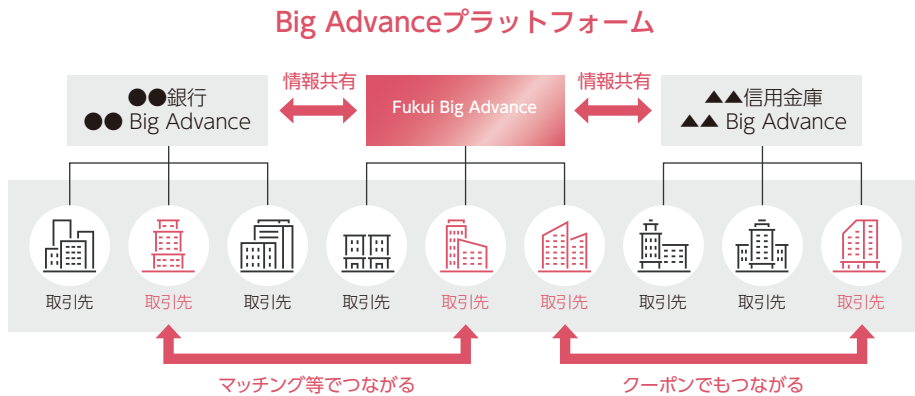 Big Advanceプラットフォーム
●●銀行
●● Big Advance
情報共有
Fukui Big Advance
情報共有
▲▲信用金庫
▲▲ Big Advance
取引先
取引先
取引先
取引先
取引先
取引先
取引先
取引先
取引先
マッチング等でつながる
クーポンでもつながる